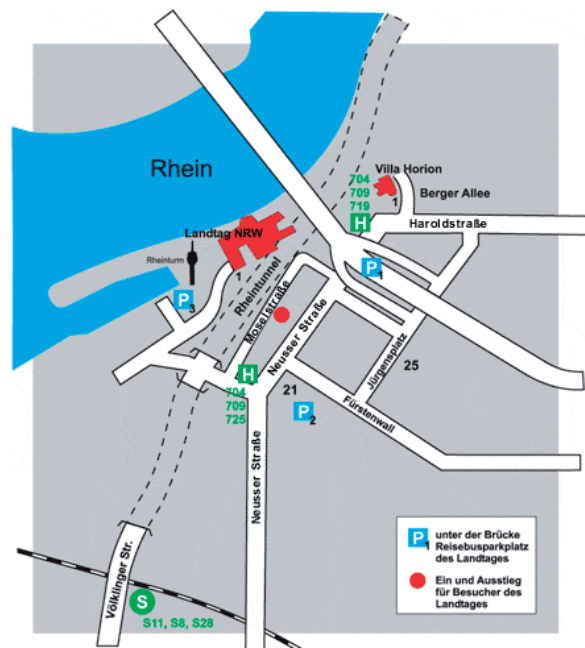 Rhein
Villa Horion
704
709
719
1
Berger Allee
H
Haroldstraße
Landtag NRW
Rheinturm
1
P
1
P
3
Rheintunnel
Moselstraße
Neusser Straße
Jürgensplatz
25
H
704
709
725
21
P
2
Fürstenwall
Neusser Straße
Völklinger Str.
S
S11, S8, S28
P
1
unter der Brücke
Reisebusparkplatz
des Landtages
Ein und Ausstieg
für Besucher des
Landtages